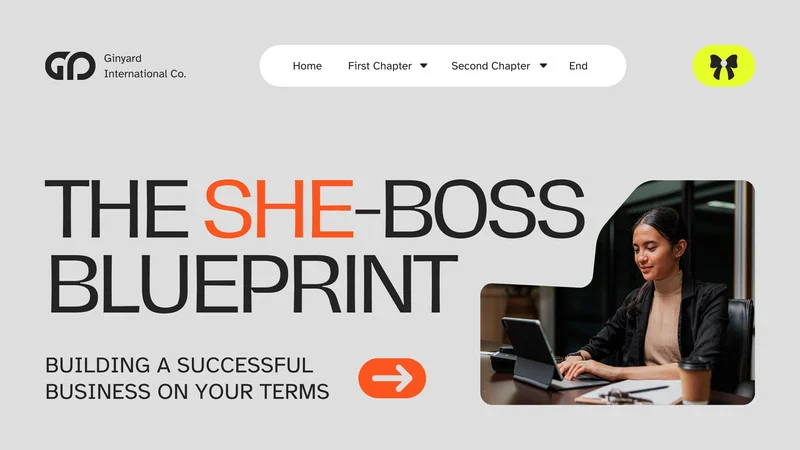 GD
Ginyard
International Co.
Home First Chapter Second Chapter End
THE SHE-BOSS
BLUEPRINT
BUILDING A SUCCESSFUL
BUSINESS ON YOUR TERMS